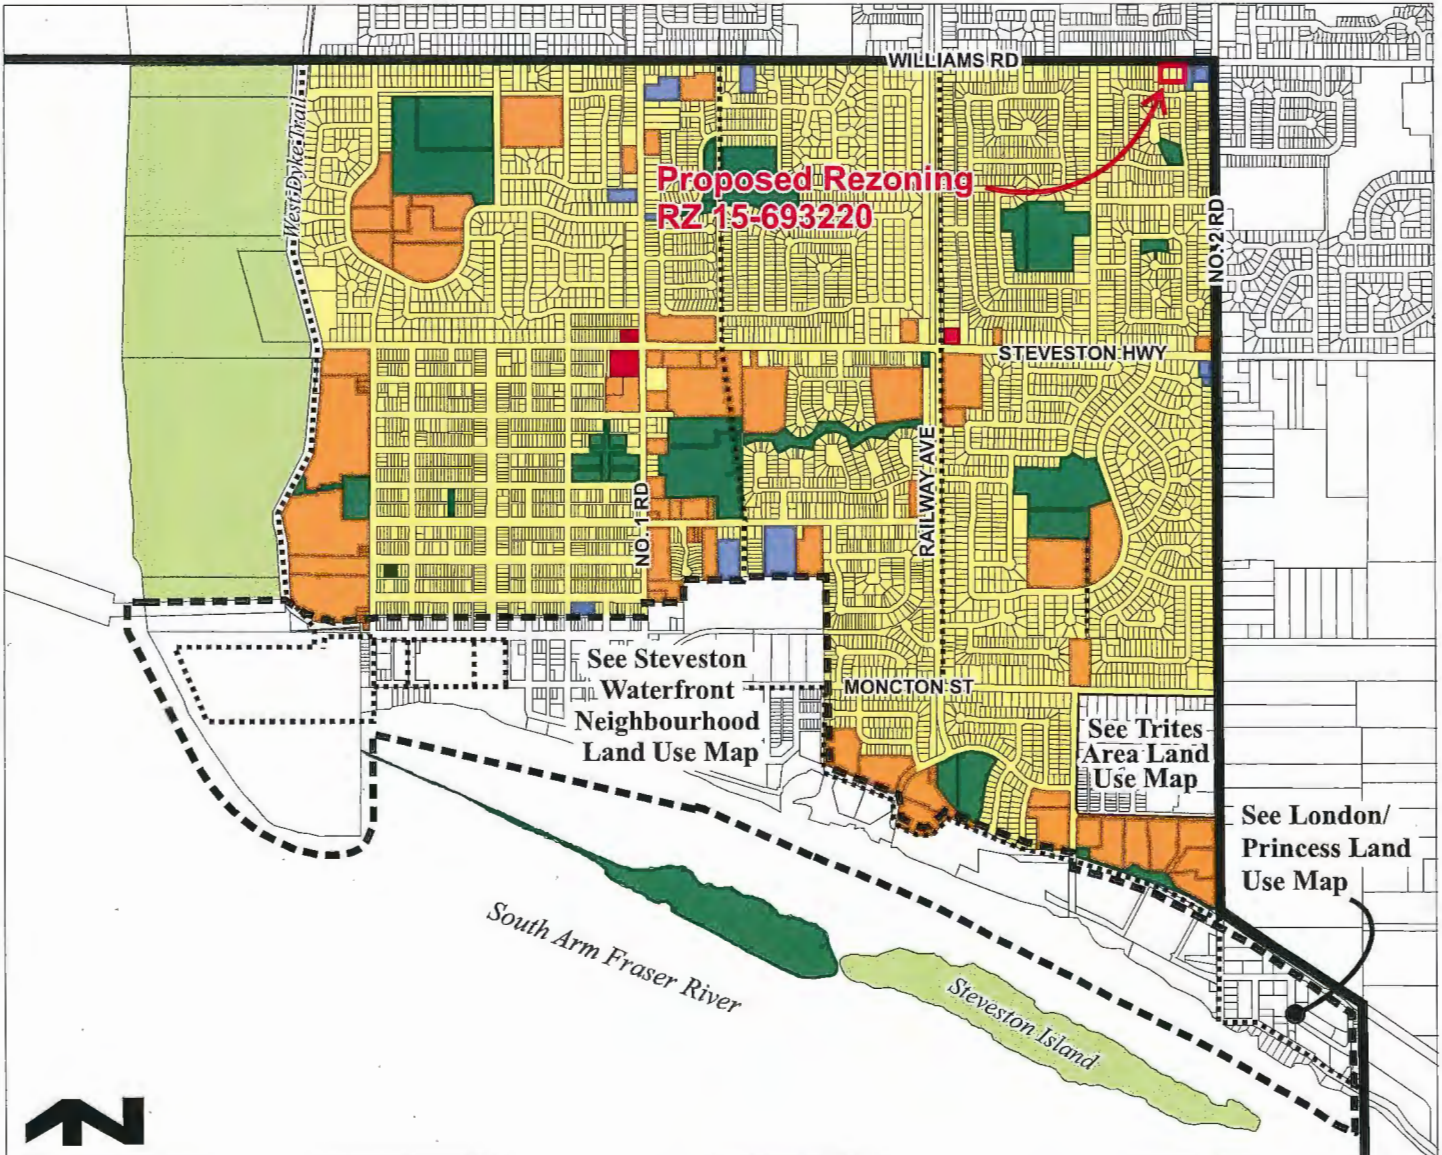 WILLIAMS RD
West Dyke Trail
Proposed Rezoning
RZ 15-693220
NO. 2 RD
STEVESTON HWY
NO. 1 RD
RAILWAY AVE
See Steveston
Waterfront
Neighbourhood
Land Use Map
MONCTON ST
See Trites
Area Land
Use Map
See London/
Princess Land
Use Map
South Arm Fraser River
Steveston Island
N